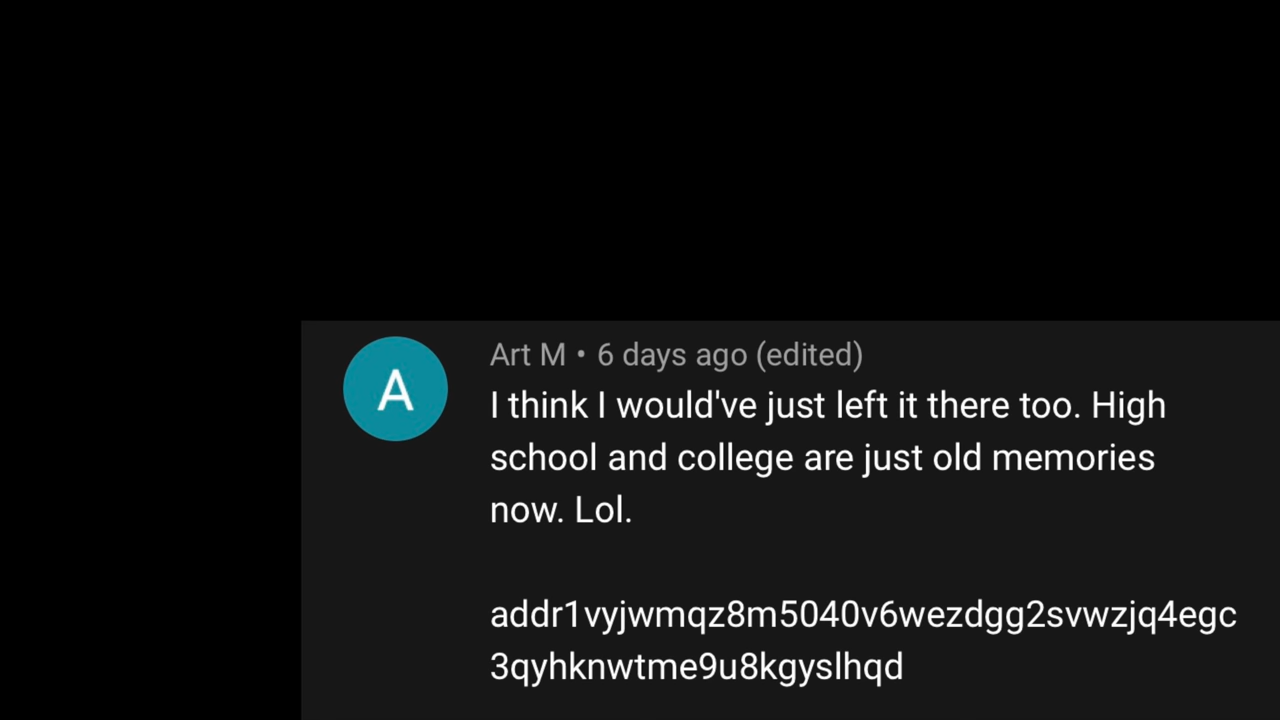 A
Art M • 6 days ago (edited)
I think I would've just left it there too. High
school and college are just old memories
now. Lol.
addr1vyjwmqz8m5040v6wezdgg2svwzjq4egc
3qyhknwtme9u8kgyslhqd